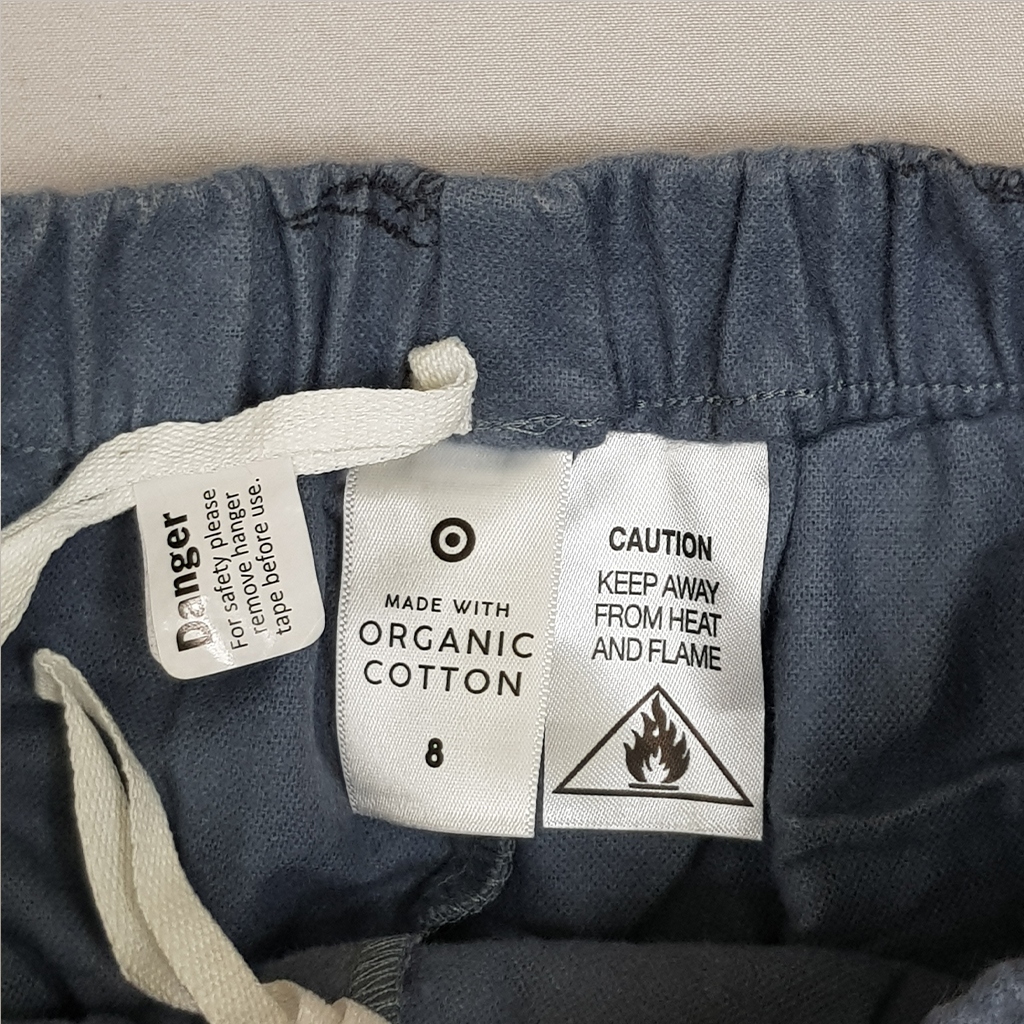 Danger
For safety please
remove hanger
tape before use.
MADE WITH
ORGANIC
COTTON
8
CAUTION
KEEP AWAY
FROM HEAT
AND FLAME